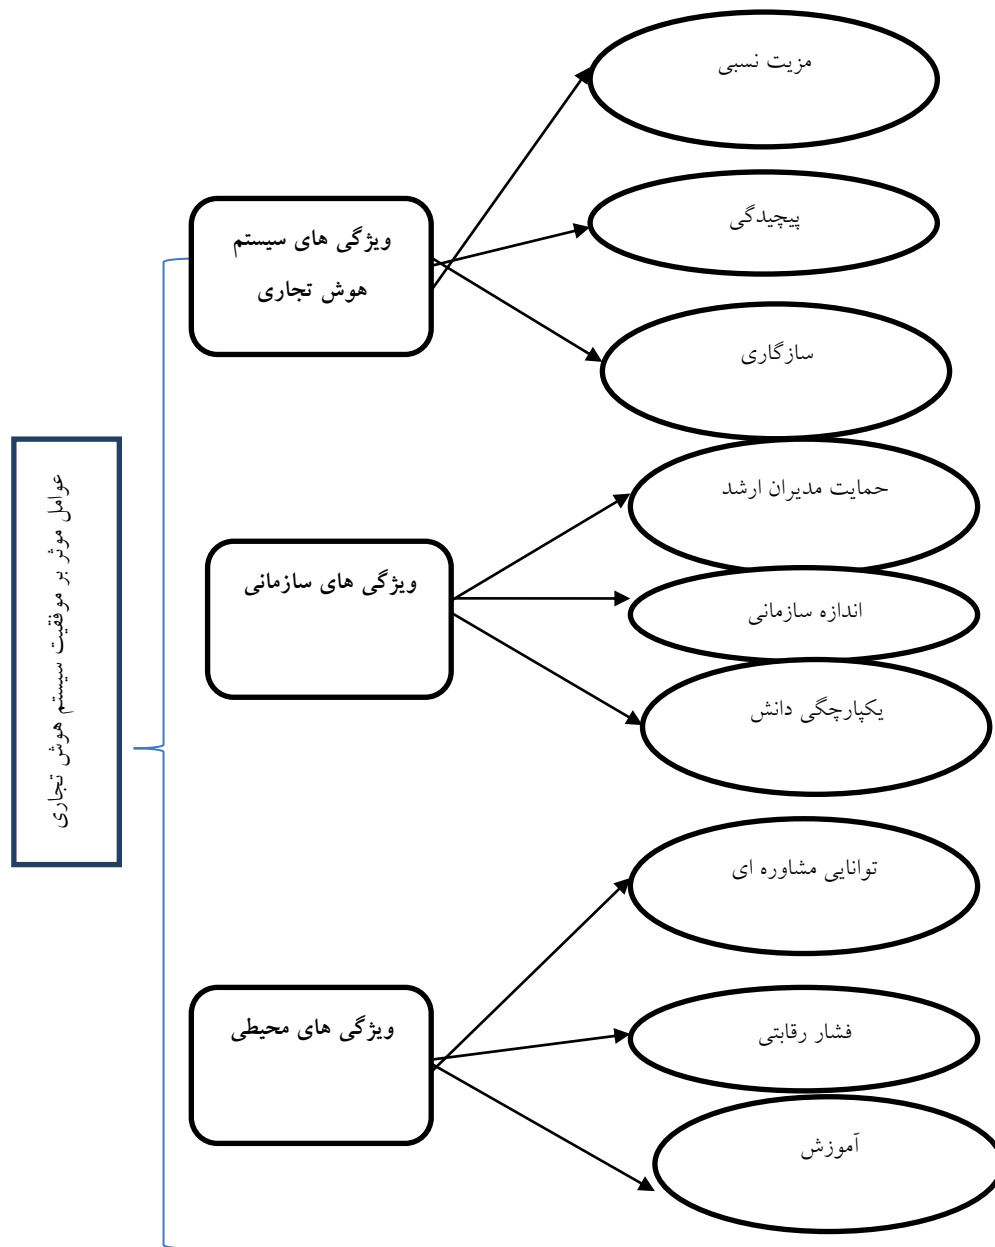 عوامل موثر بر موفقیت سیستم هوش تجاری
ویژگی های سیستم
هوش تجاری
مزیت نسبی
پیچیدگی
سازگاری
ویژگی های سازمانی
حمایت مدیران ارشد
اندازه سازمانی
یکپارچگی دانش
ویژگی های محیطی
توانایی مشاوره ای
فشار رقابتی
آموزش